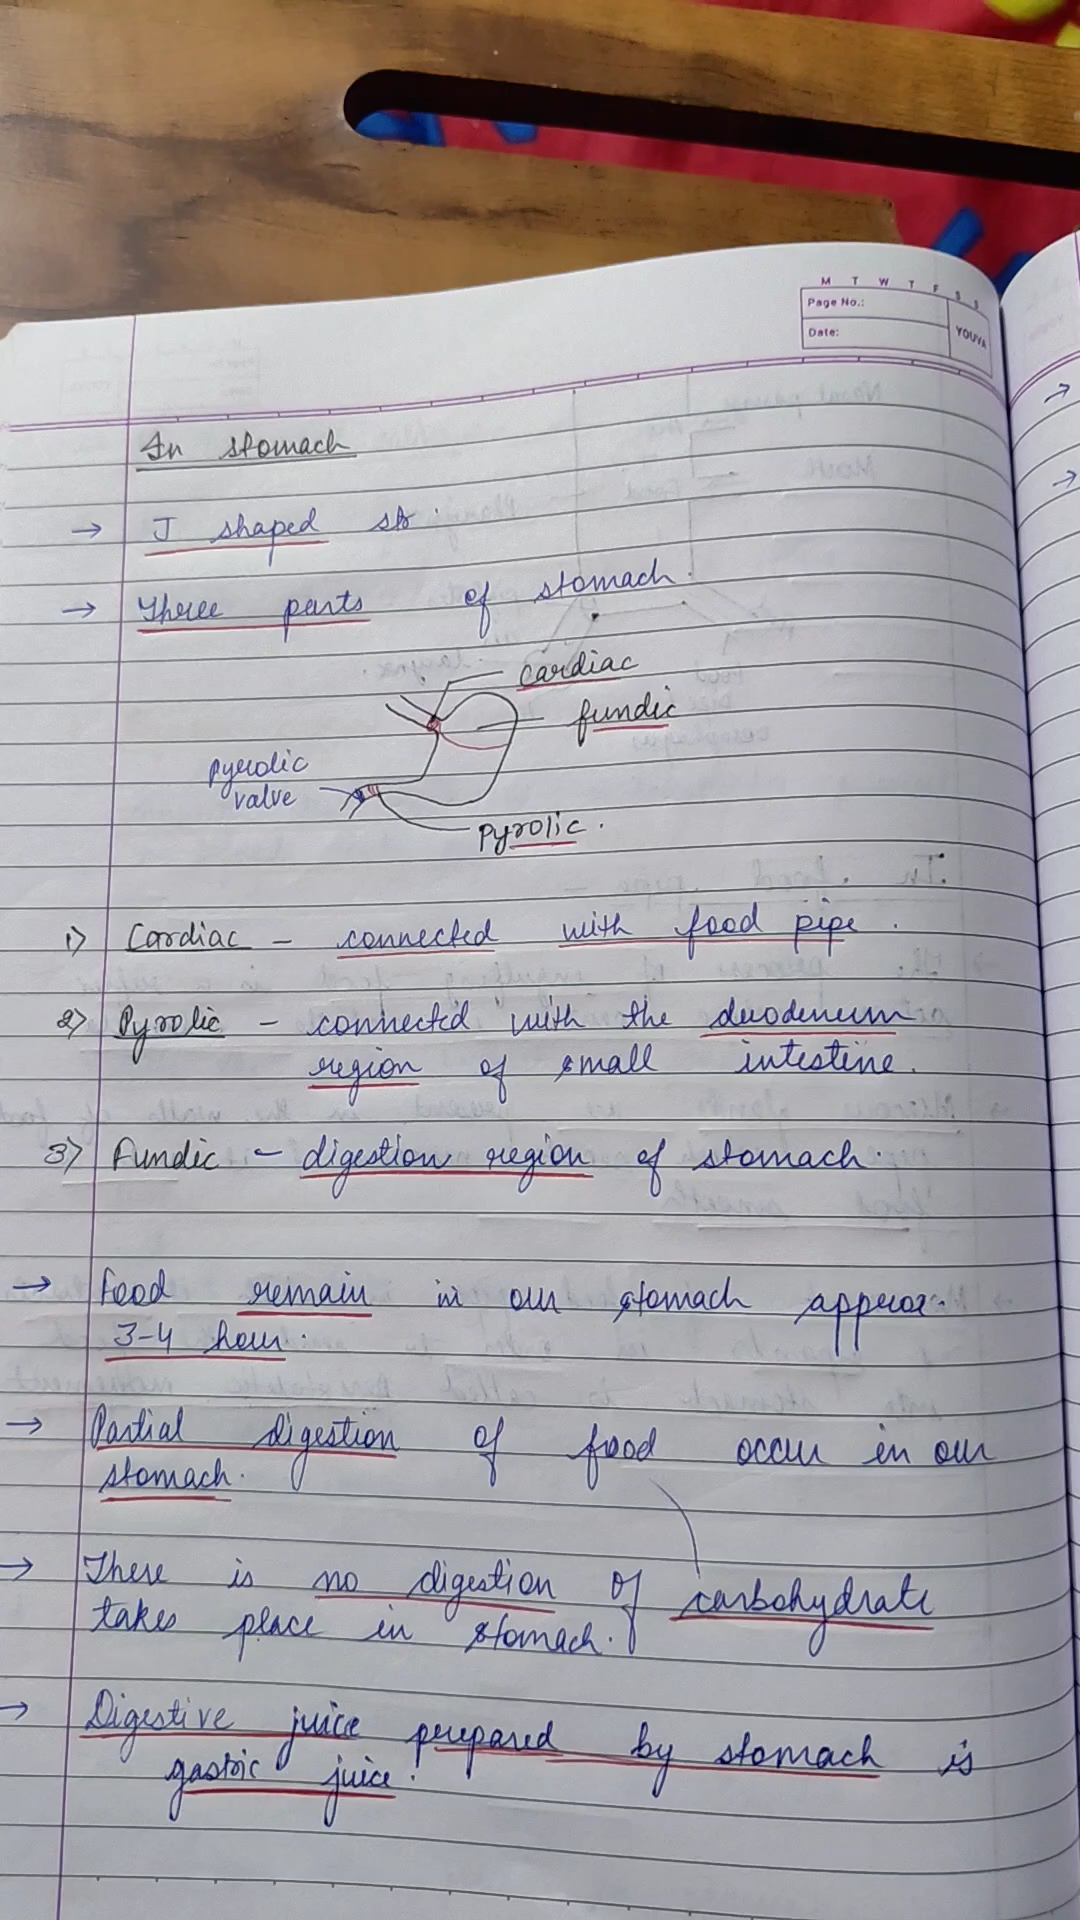 M T W T F S S
Page No.:
Date:
YOUVA
In stomach
→ J shaped str.
→ Three parts of stomach.
cardiac
fundic
pyrolic
valve
pyrolic.
1) Cardiac - connected with food pipe.
2) Pyrolic - connected with the duodenum
region of small intestine.
3) Fundic - digestion region of stomach.
→ Food remain in our stomach approx.
3-4 hour.
→ Partial digestion of food occur in our
stomach.
→ There is no digestion of carbohydrate
takes place in stomach.
→ Digestive juice prepared by stomach is
gastric juice.